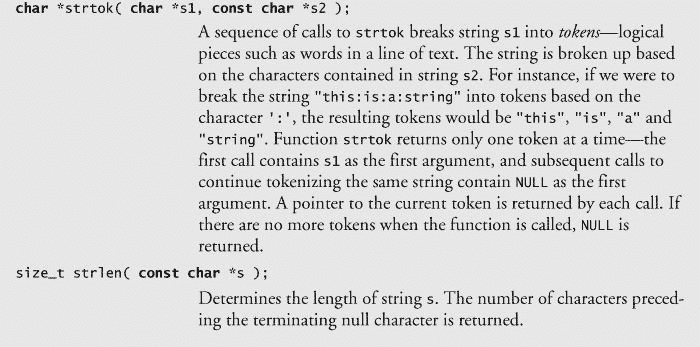 char *strtok( char *s1, const char *s2 );
A sequence of calls to strtok breaks string s1 into tokens—logical
pieces such as words in a line of text. The string is broken up based
on the characters contained in string s2. For instance, if we were to
break the string "this:is:a:string" into tokens based on the
character ':', the resulting tokens would be "this", "is", "a" and
"string". Function strtok returns only one token at a time—the
first call contains s1 as the first argument, and subsequent calls to
continue tokenizing the same string contain NULL as the first
argument. A pointer to the current token is returned by each call. If
there are no more tokens when the function is called, NULL is
returned.
size_t strlen( const char *s );
Determines the length of string s. The number of characters preced-
ing the terminating null character is returned.